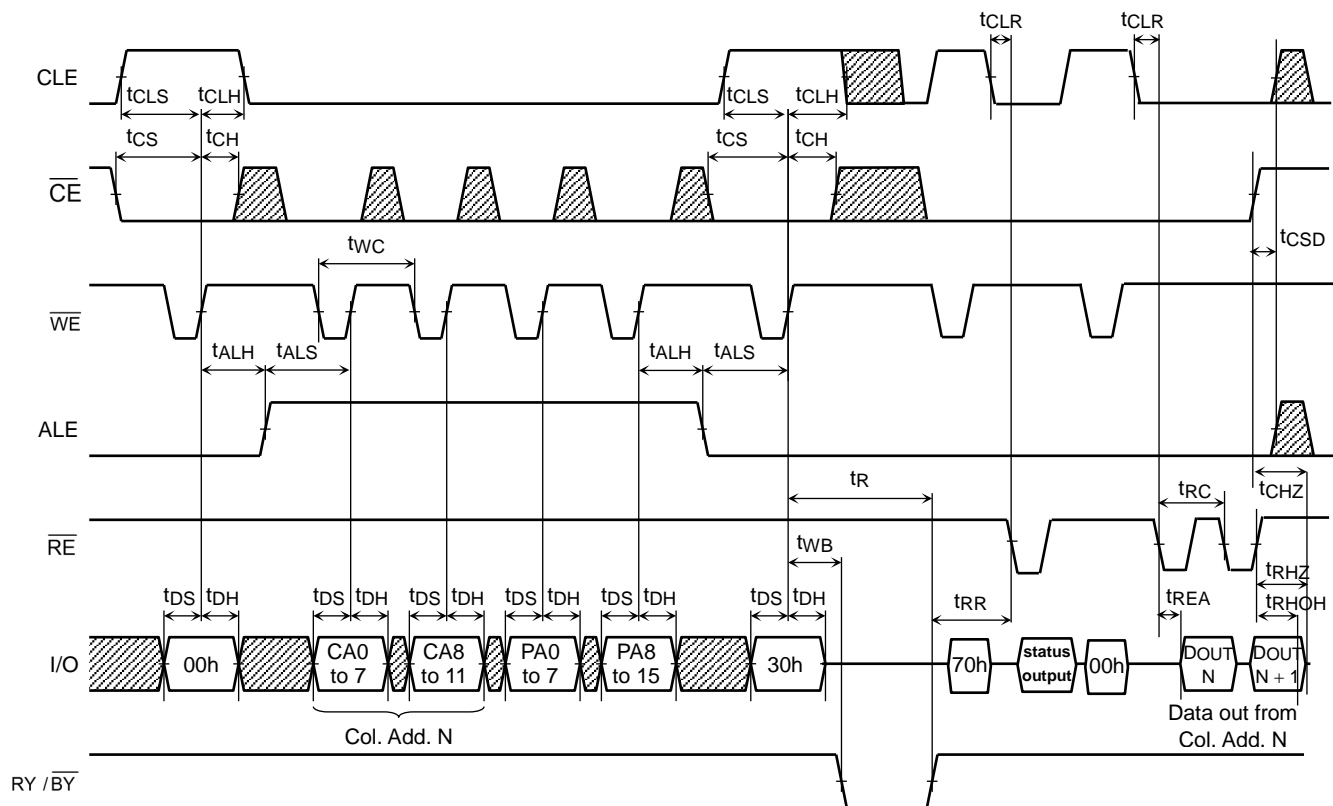 tCLR tCLR
CLE
tCLS tCLH tCLS tCLH
tCS tCH tCS tCH
CE
tWC tCSD
WE
tALH tALS tALH tALS
ALE
tR tRC tCHZ
RE
tWB tRHZ
tDS tDH tDS tDH tDS tDH tDS tDH tDS tDH tDS tDH tRR tREA tRHOH
I/O
00h
CA0
to 7
CA8
to 11
PA0
to 7
PA8
to 15
30h
70h
status
output
00h
DOUT
N
DOUT
N + 1
Col. Add. N
Data out from
Col. Add. N
RY /BY